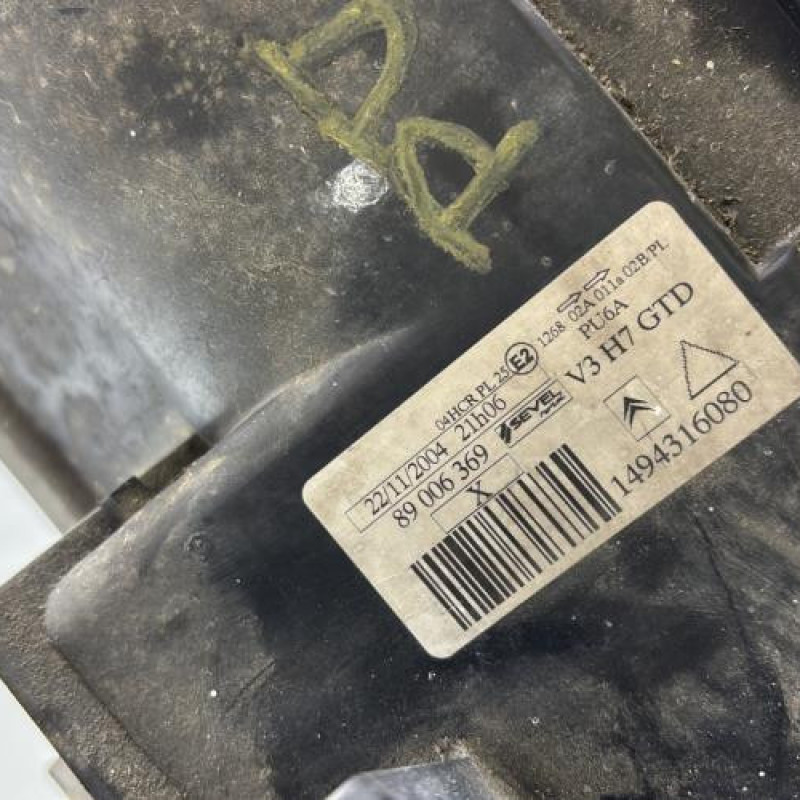 DA
04HCR PL 25 E2 1268 02A 011a 02B/PL
22/11/2004 21h06 PU6A
89 006 369 SEVEL V3 H7 GTD
X
1494316080